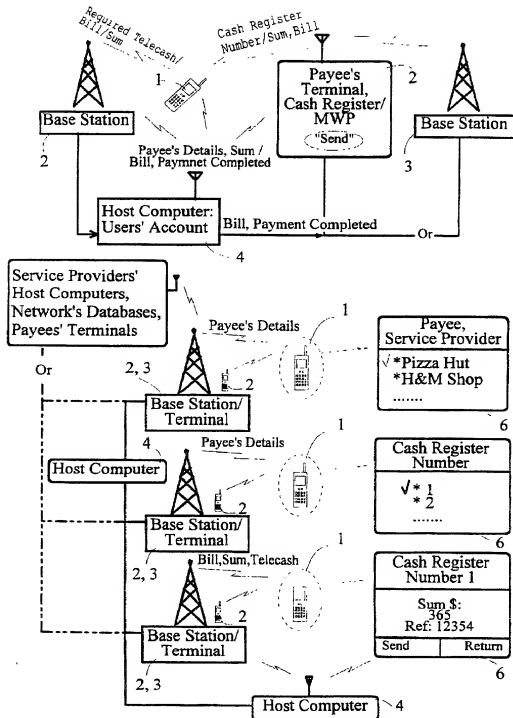 Required Telecash/
Bill/Sum
Cash Register
Number/Sum,Bill
1
2
Payee's
Terminal,
Cash Register/
MWP
"Send"
Base Station
2
Base Station
3
Payee's Details, Sum /
Bill, Paymnet Completed
Host Computer:
Users' Account
Bill, Payment Completed
Or
4
Service Providers'
Host Computers,
Network's Databases,
Payees' Terminals
Or
Payee's Details
1
2, 3
2
Base Station/
Terminal
Payee,
Service Provider
✓ *Pizza Hut
*H&M Shop
.......
6
4
Host Computer
Payee's Details
1
2
Base Station/
Terminal
2, 3
Cash Register
Number
✓ * 1
* 2
.......
6
Bill,Sum,Telecash
1
2
Base Station/
Terminal
2, 3
Cash Register
Number 1
Sum $:
365
Ref: 12354
Send Return
6
Host Computer
4